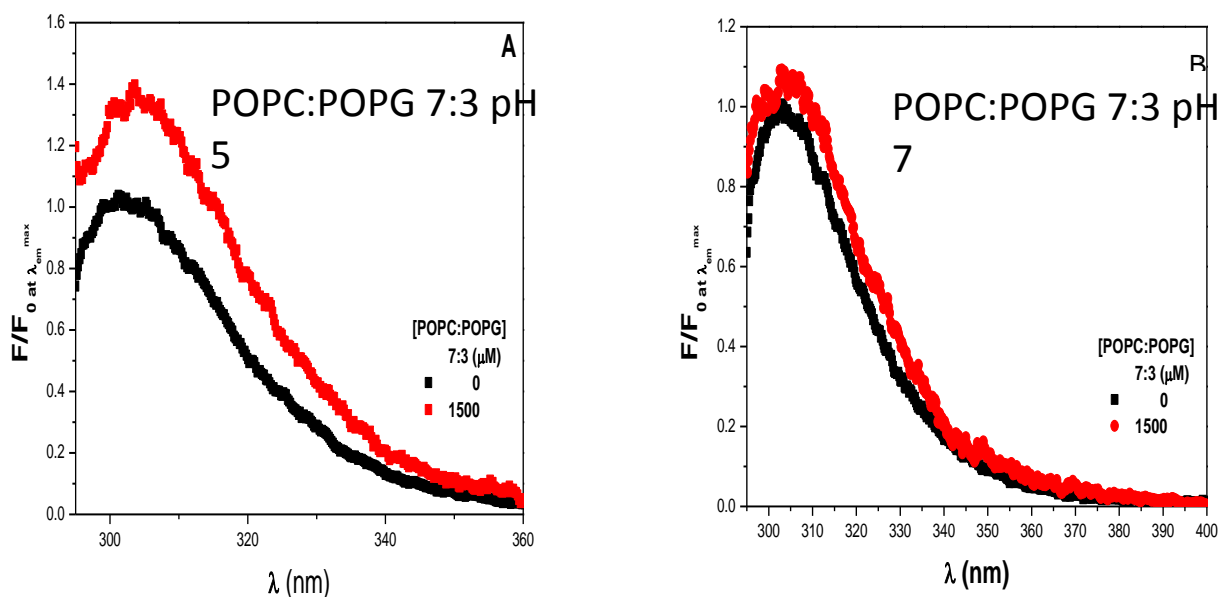 A
POPC:POPG 7:3 pH
5
1.6
1.4
1.2
1.0
0.8
0.6
0.4
0.2
0.0
F/F0 at λem max
[POPC:POPG]
7:3 (μM)
0
1500
300 320 340 360
λ (nm)
B
POPC:POPG 7:3 pH
7
1.2
1.0
0.8
0.6
0.4
0.2
0.0
F/F0 at λem max
[POPC:POPG]
7:3 (μM)
0
1500
300 310 320 330 340 350 360 370 380 390 400
λ (nm)